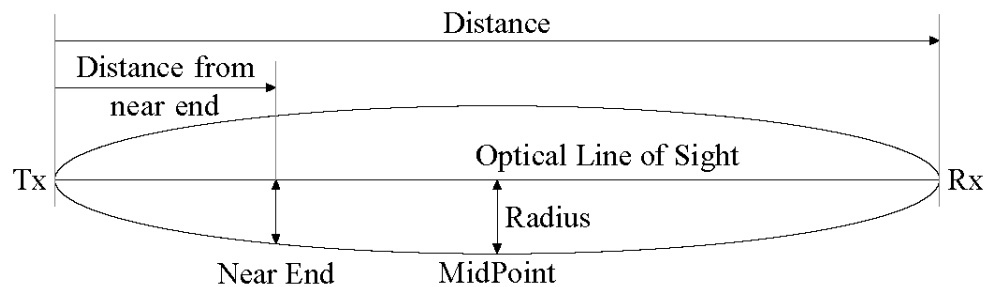 Distance
Distance from
near end
Optical Line of Sight
Tx
Rx
Radius
Near End
MidPoint